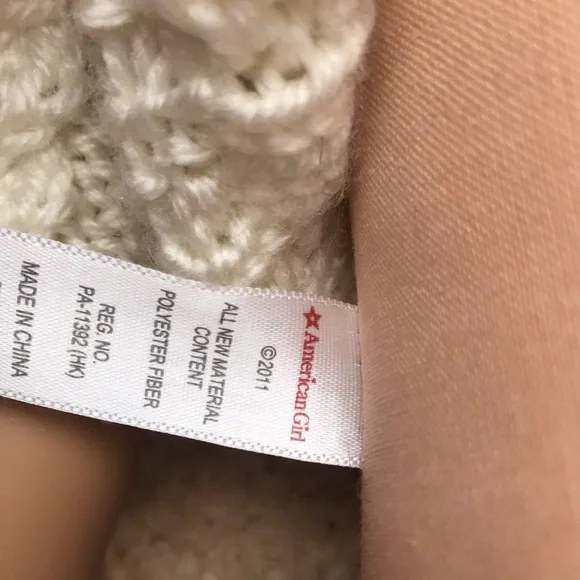 AmericanGirl
©2011
ALL NEW MATERIAL
CONTENT
POLYESTER FIBER
REG. NO.
PA-11392 (HK)
MADE IN CHINA